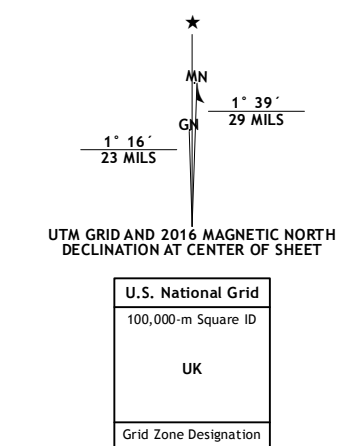 ★
MN
1° 39´
29 MILS
GN
1° 16´
23 MILS
UTM GRID AND 2016 MAGNETIC NORTH
DECLINATION AT CENTER OF SHEET
U.S. National Grid
100,000-m Square ID
UK
Grid Zone Designation